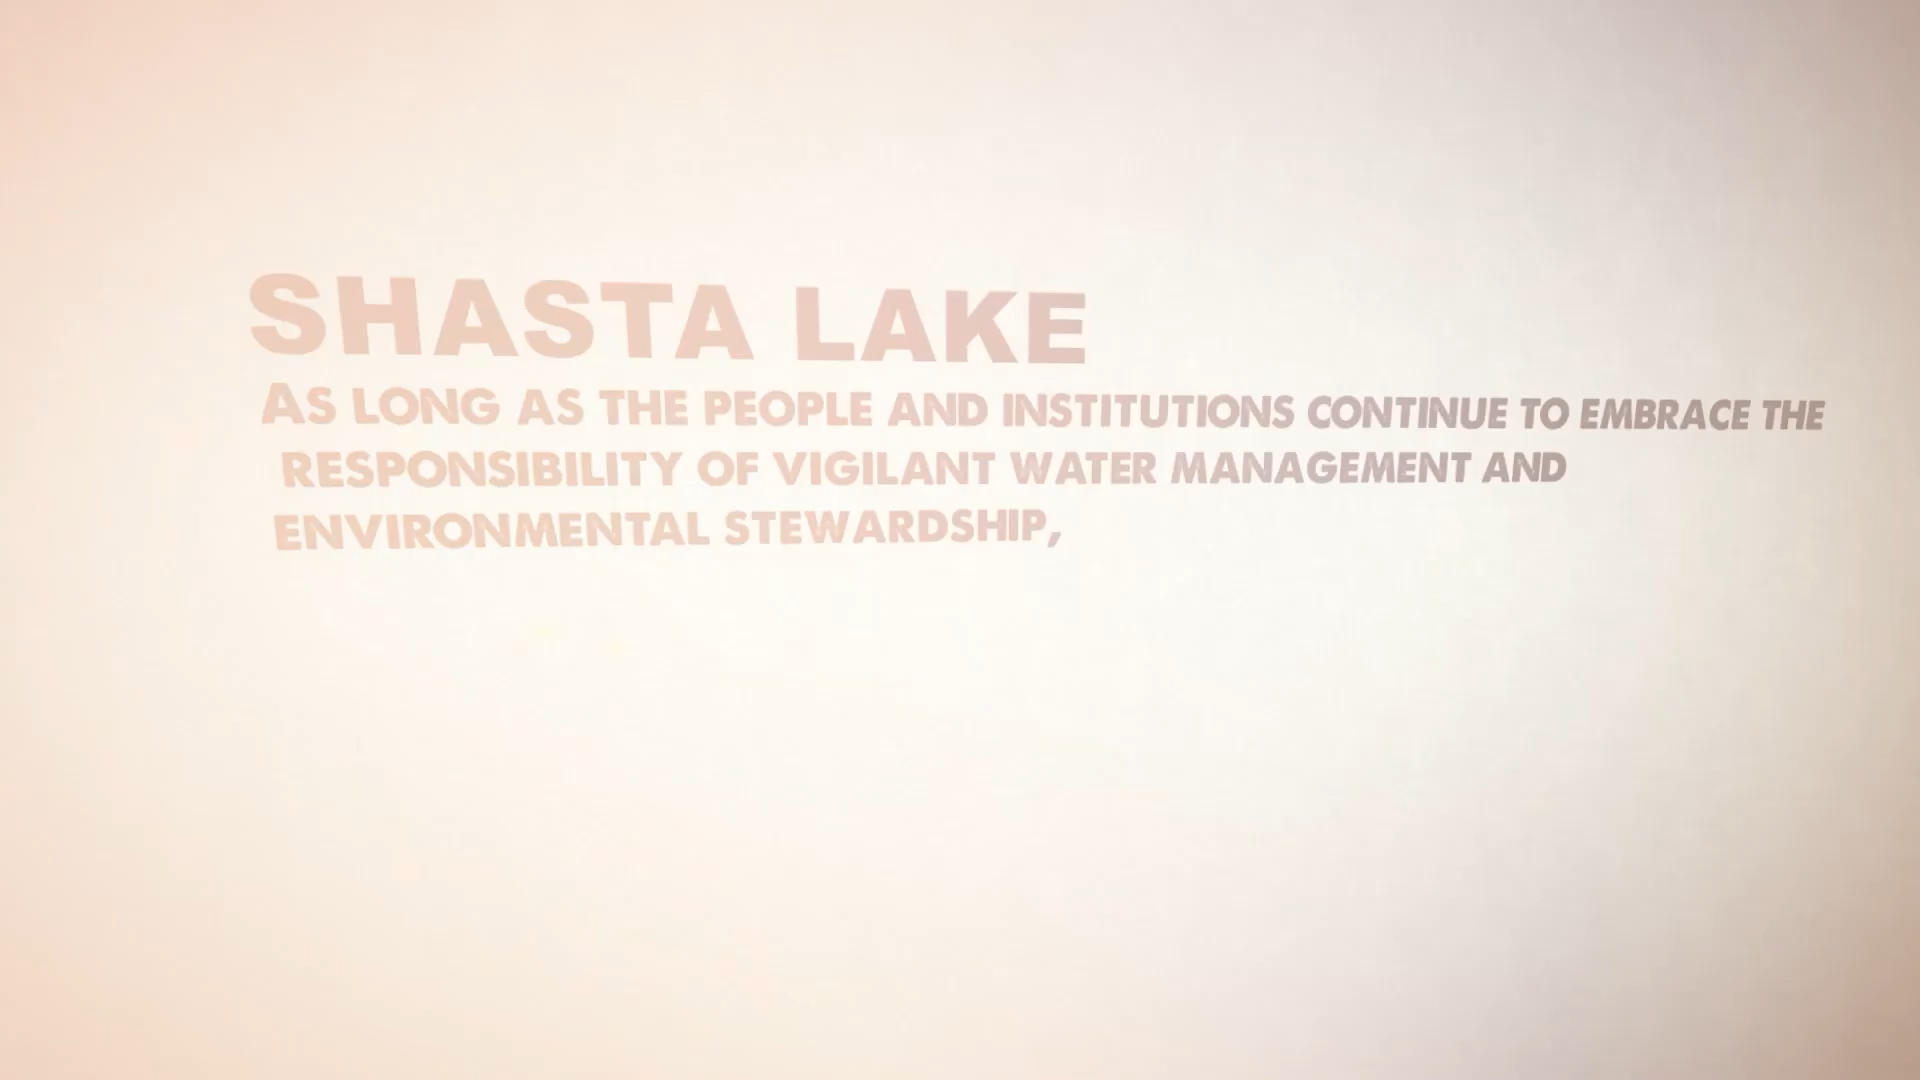 SHASTA LAKE
AS LONG AS THE PEOPLE AND INSTITUTIONS CONTINUE TO EMBRACE THE
RESPONSIBILITY OF VIGILANT WATER MANAGEMENT AND
ENVIRONMENTAL STEWARDSHIP,